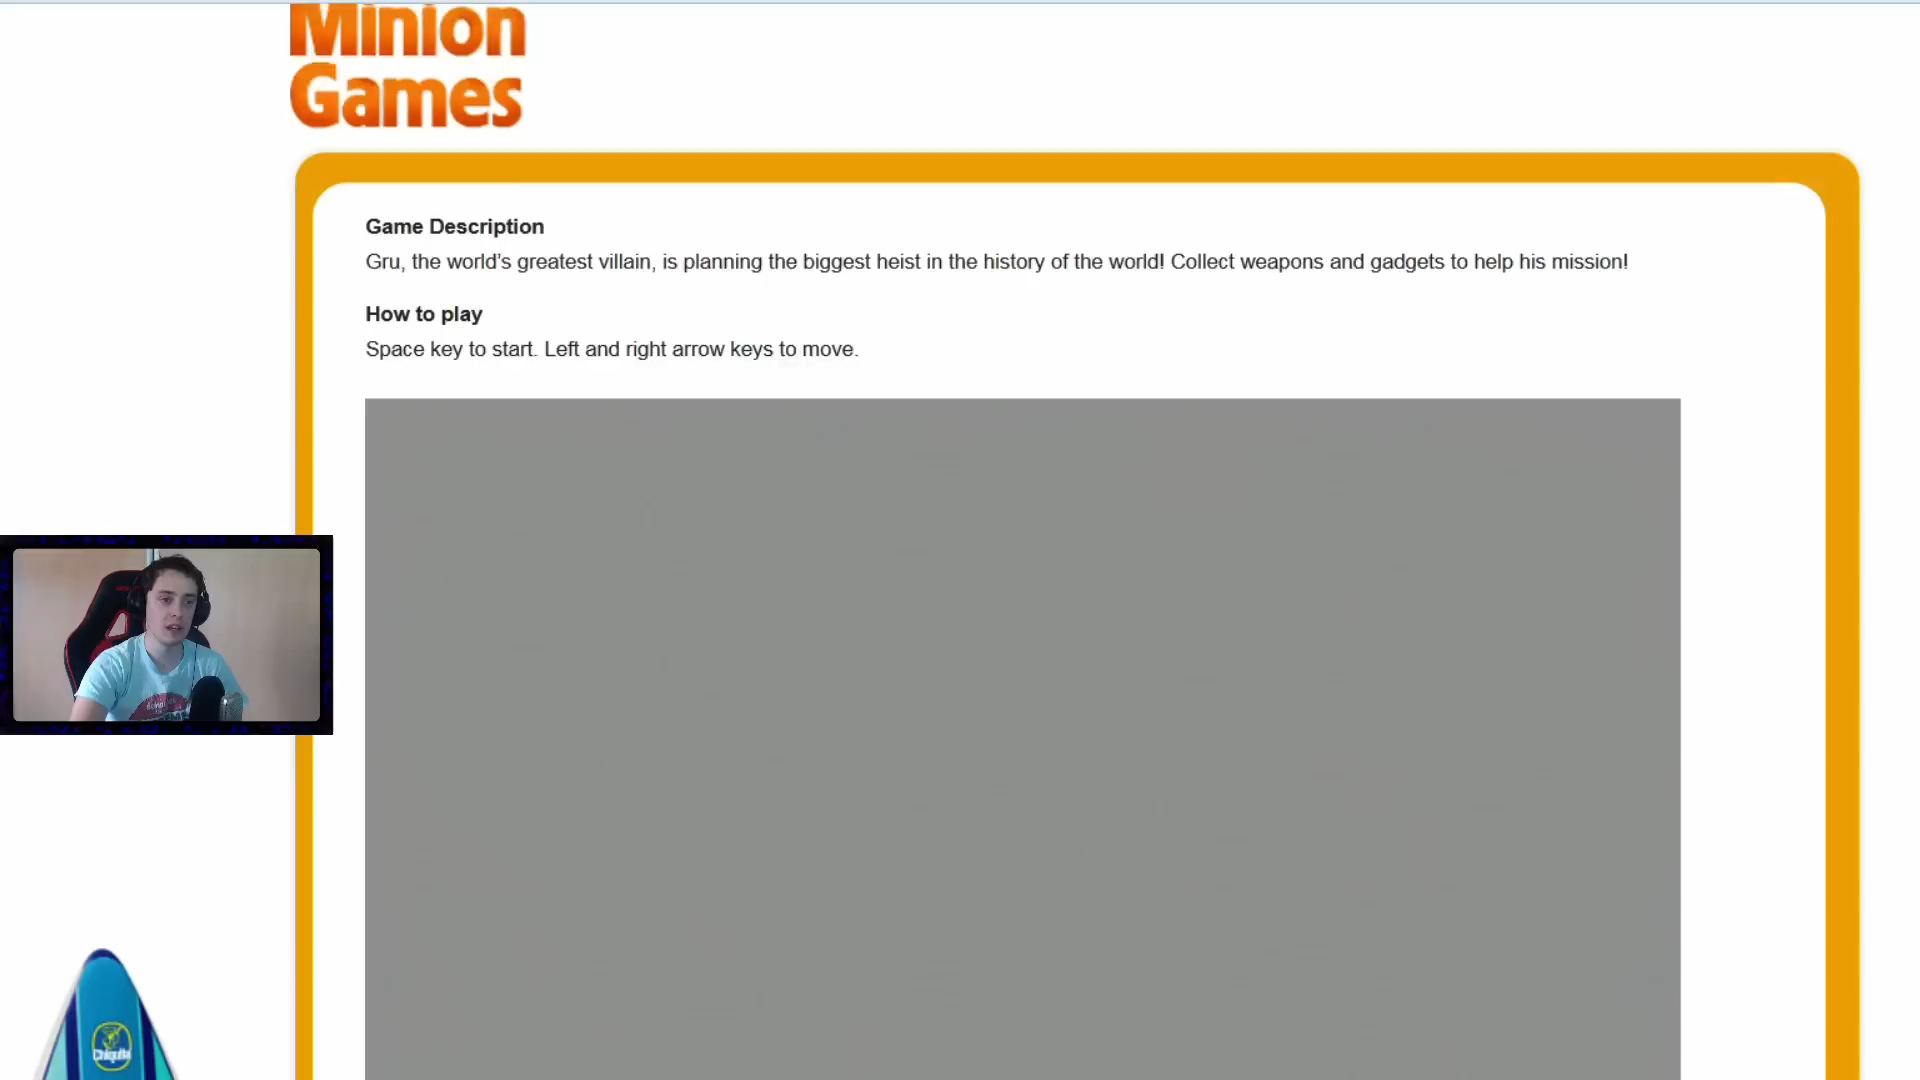 Minion
Games
Game Description
Gru, the world's greatest villain, is planning the biggest heist in the history of the world! Collect weapons and gadgets to help his mission!
How to play
Space key to start. Left and right arrow keys to move.
Chiquita